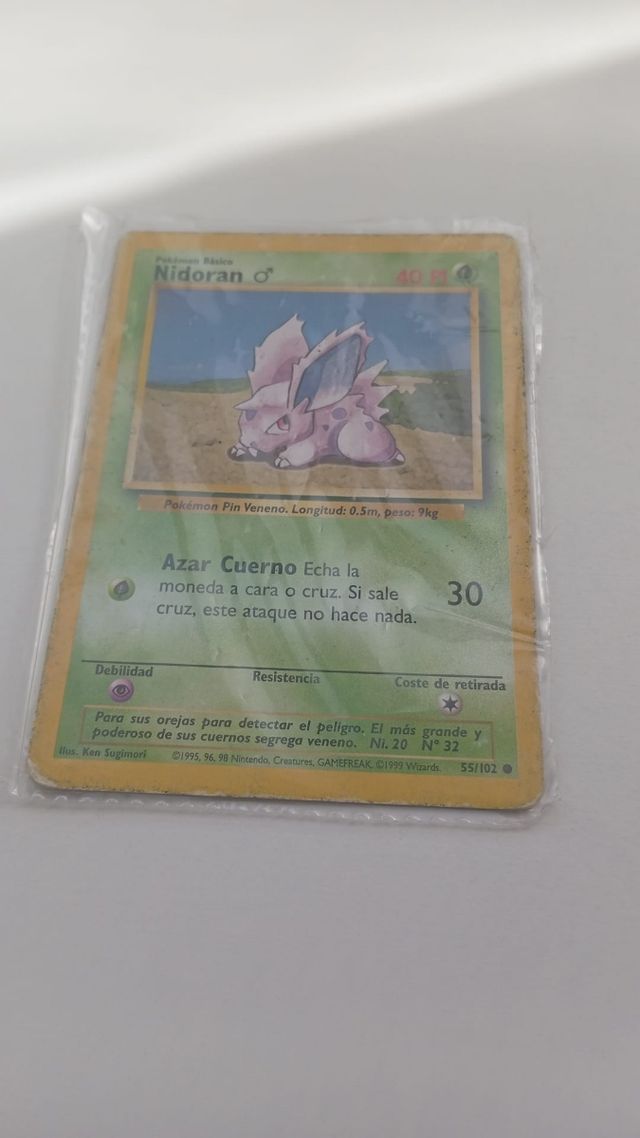 Pokémon Básico
Nidoran ♂
40 PI
Pokémon Pin Veneno. Longitud: 0.5m, peso: 9kg
Azar Cuerno Echa la
moneda a cara o cruz. Si sale
cruz, este ataque no hace nada.
30
Debilidad
Resistencia
Coste de retirada
Para sus orejas para detectar el peligro. El más grande y
poderoso de sus cuernos segrega veneno. Ni. 20 Nº 32
Ilus. Ken Sugimori
©1995, 96, 98 Nintendo, Creatures, GAMEFREAK. ©1999 Wizards.
55/102